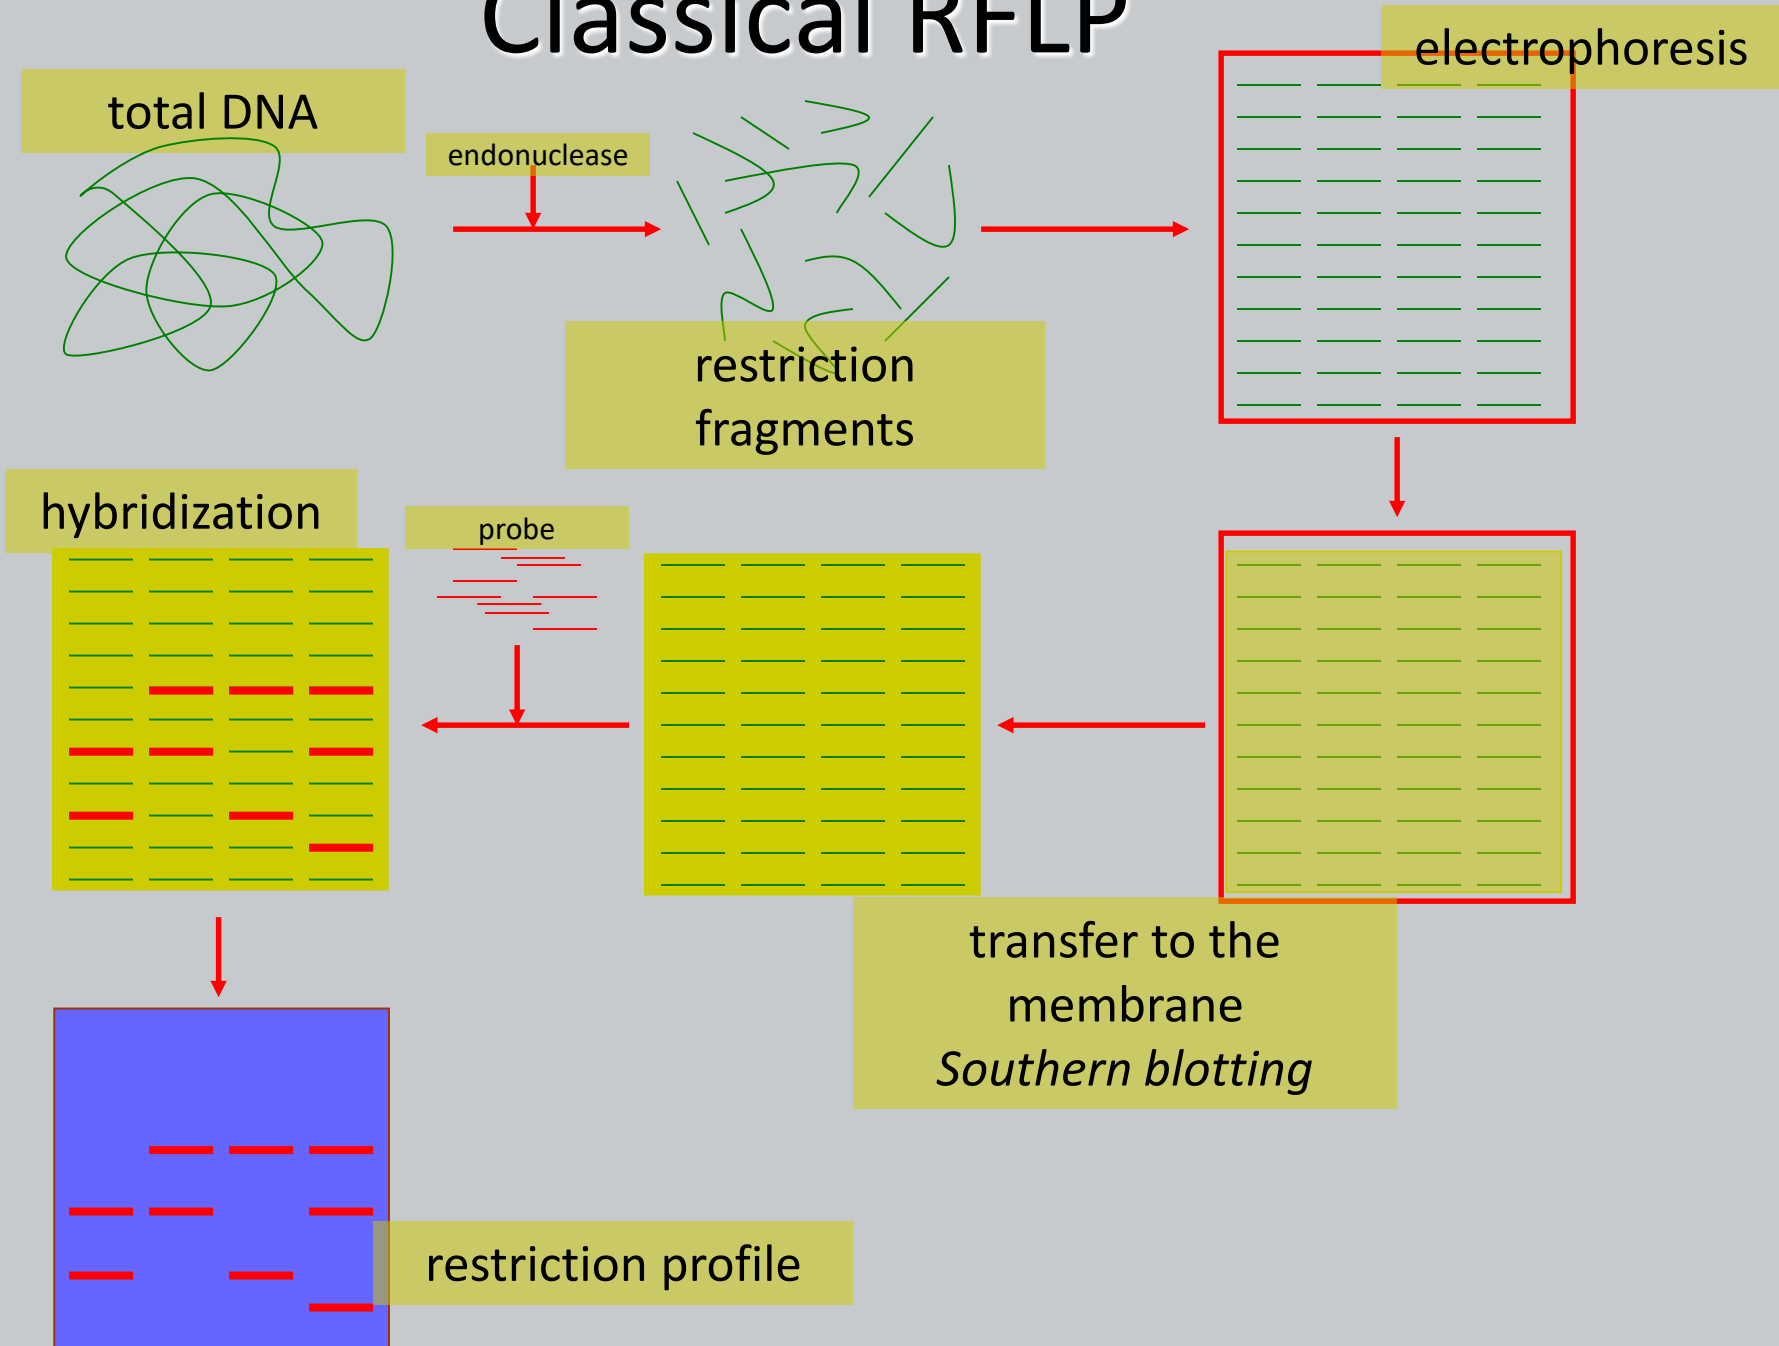 Classical RFLP
electrophoresis
total DNA
endonuclease
restriction
fragments
hybridization
probe
transfer to the
membrane
Southern blotting
restriction profile